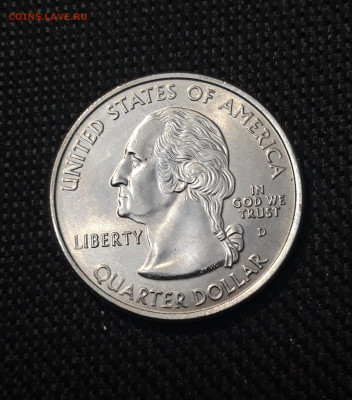 COINS.LAVE.RU
UNITED STATES OF AMERICA
IN
GOD WE
TRUST
LIBERTY
D
QUARTER DOLLAR